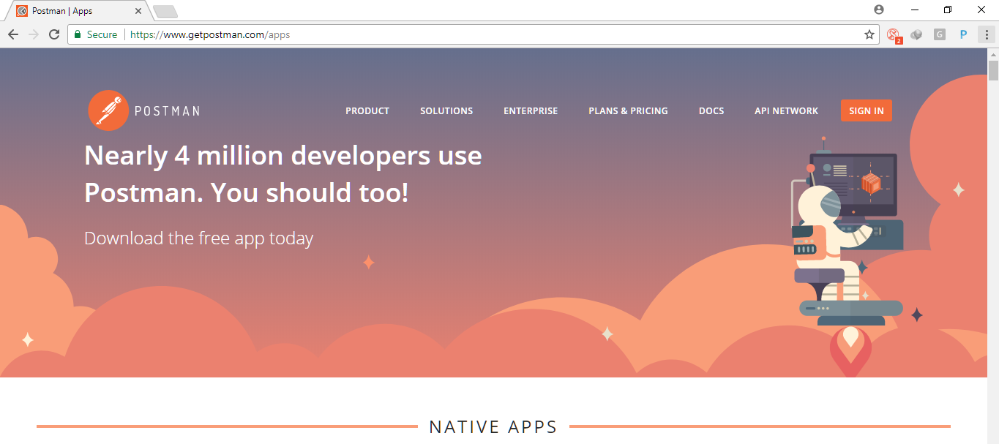 Postman | Apps
Secure https://www.getpostman.com/apps
2 G P
POSTMAN PRODUCT SOLUTIONS ENTERPRISE PLANS & PRICING DOCS API NETWORK SIGN IN
Nearly 4 million developers use
Postman. You should too!
Download the free app today
NATIVE APPS